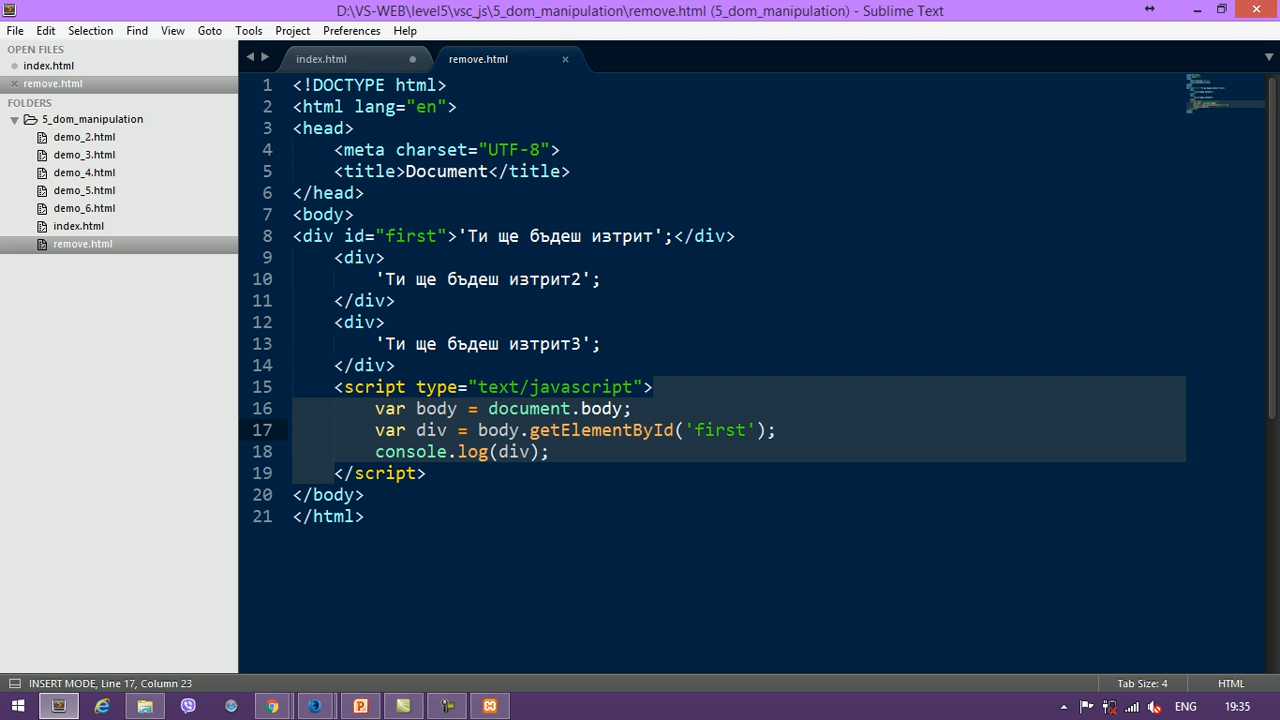 D:\VS-WEB\level5\vsc_js\5_dom_manipulation\remove.html (5_dom_manipulation) - Sublime Text
File Edit Selection Find View Goto Tools Project Preferences Help
OPEN FILES
index.html
remove.html
FOLDERS
5_dom_manipulation
demo_2.html
demo_3.html
demo_4.html
demo_5.html
demo_6.html
index.html
remove.html
index.html remove.html
1 <!DOCTYPE html>
2 <html lang="en">
3 <head>
4 <meta charset="UTF-8">
5 <title>Document</title>
6 </head>
7 <body>
8 <div id="first">'Ти ще бъдеш изтрит';</div>
9 <div>
10 'Ти ще бъдеш изтрит2';
11 </div>
12 <div>
13 'Ти ще бъдеш изтрит3';
14 </div>
15 <script type="text/javascript">
16 var body = document.body;
17 var div = body.getElementById('first');
18 console.log(div);
19 </script>
20 </body>
21 </html>
INSERT MODE, Line 17, Column 23 Tab Size: 4 HTML
ENG 19:35